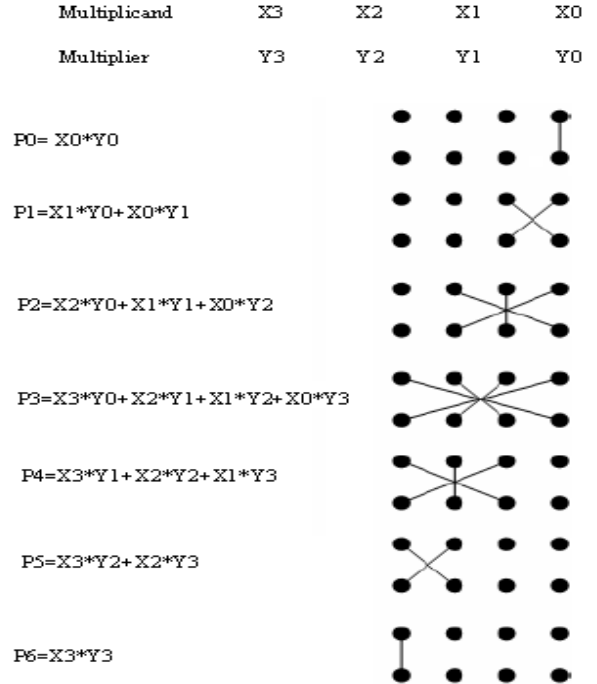 Multiplicand X3 X2 X1 X0
Multiplier Y3 Y2 Y1 Y0
P0= X0*Y0
P1=X1*Y0+X0*Y1
P2=X2*Y0+X1*Y1+X0*Y2
P3=X3*Y0+X2*Y1+X1*Y2+X0*Y3
P4=X3*Y1+X2*Y2+X1*Y3
P5=X3*Y2+X2*Y3
P6=X3*Y3